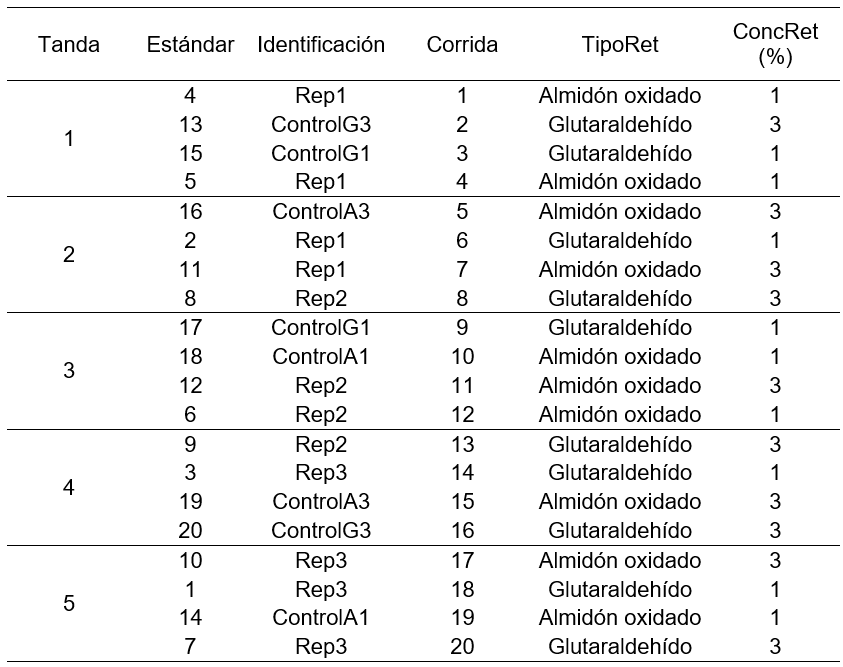 Tanda Estándar Identificación Corrida TipoRet ConcRet (%)
1
4 Rep1 1 Almidón oxidado 1
13 ControlG3 2 Glutaraldehído 3
15 ControlG1 3 Glutaraldehído 1
5 Rep1 4 Almidón oxidado 1
2
16 ControlA3 5 Almidón oxidado 3
2 Rep1 6 Glutaraldehído 1
11 Rep1 7 Almidón oxidado 3
8 Rep2 8 Glutaraldehído 3
3
17 ControlG1 9 Glutaraldehído 1
18 ControlA1 10 Almidón oxidado 1
12 Rep2 11 Almidón oxidado 3
6 Rep2 12 Almidón oxidado 1
4
9 Rep2 13 Glutaraldehído 3
3 Rep3 14 Glutaraldehído 1
19 ControlA3 15 Almidón oxidado 3
20 ControlG3 16 Glutaraldehído 3
5
10 Rep3 17 Almidón oxidado 3
1 Rep3 18 Glutaraldehído 1
14 ControlA1 19 Almidón oxidado 1
7 Rep3 20 Glutaraldehído 3